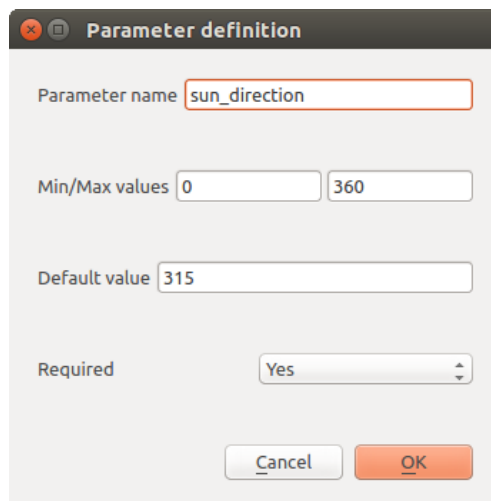 Parameter definition
Parameter name sun_direction
Min/Max values 0 360
Default value 315
Required Yes
Cancel OK